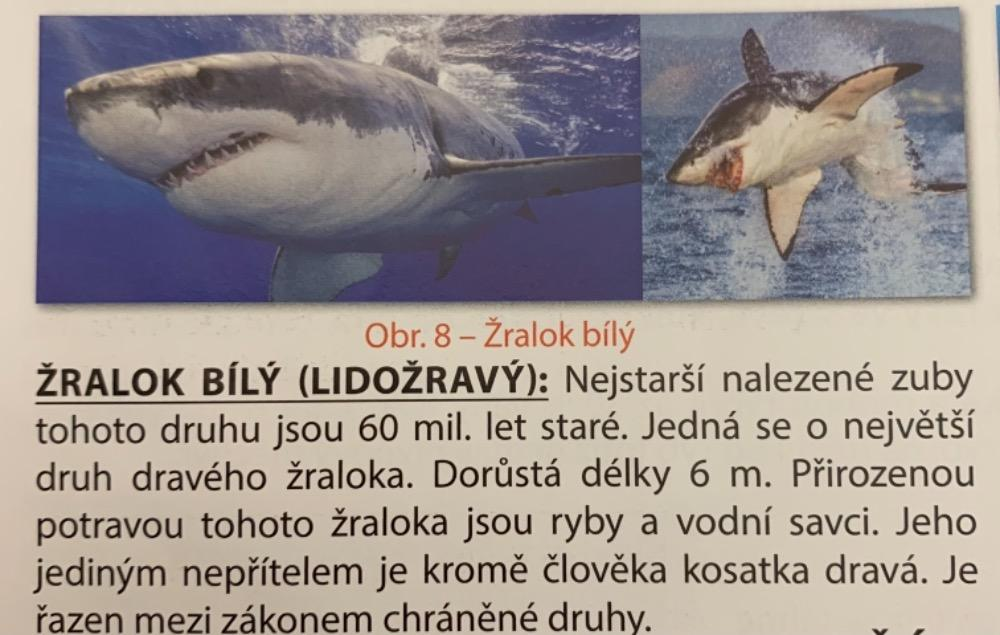 Obr. 8 – Žralok bílý
ŽRALOK BÍLÝ (LIDOŽRAVÝ): Nejstarší nalezené zuby
tohoto druhu jsou 60 mil. let staré. Jedná se o největší
druh dravého žraloka. Dorůstá délky 6 m. Přirozenou
potravou tohoto žraloka jsou ryby a vodní savci. Jeho
jediným nepřítelem je kromě člověka kosatka dravá. Je
řazen mezi zákonem chráněné druhy.